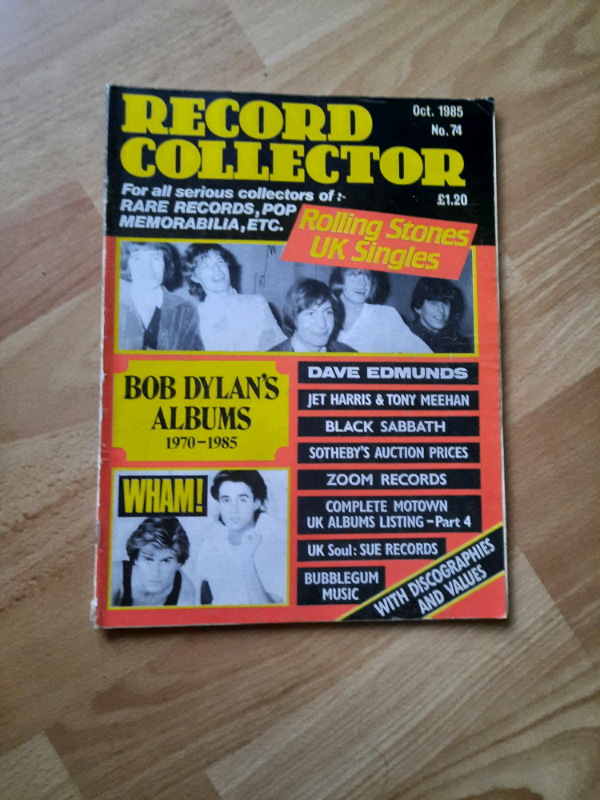 RECORD
COLLECTOR
Oct. 1985
No. 74
£1.20
For all serious collectors of :-
RARE RECORDS, POP
MEMORABILIA, ETC.
Rolling Stones
UK Singles
BOB DYLAN'S
ALBUMS
1970-1985
WHAM!
DAVE EDMUNDS
JET HARRIS & TONY MEEHAN
BLACK SABBATH
SOTHEBY'S AUCTION PRICES
ZOOM RECORDS
COMPLETE MOTOWN
UK ALBUMS LISTING - Part 4
UK Soul: SUE RECORDS
BUBBLEGUM
MUSIC
WITH DISCOGRAPHIES
AND VALUES